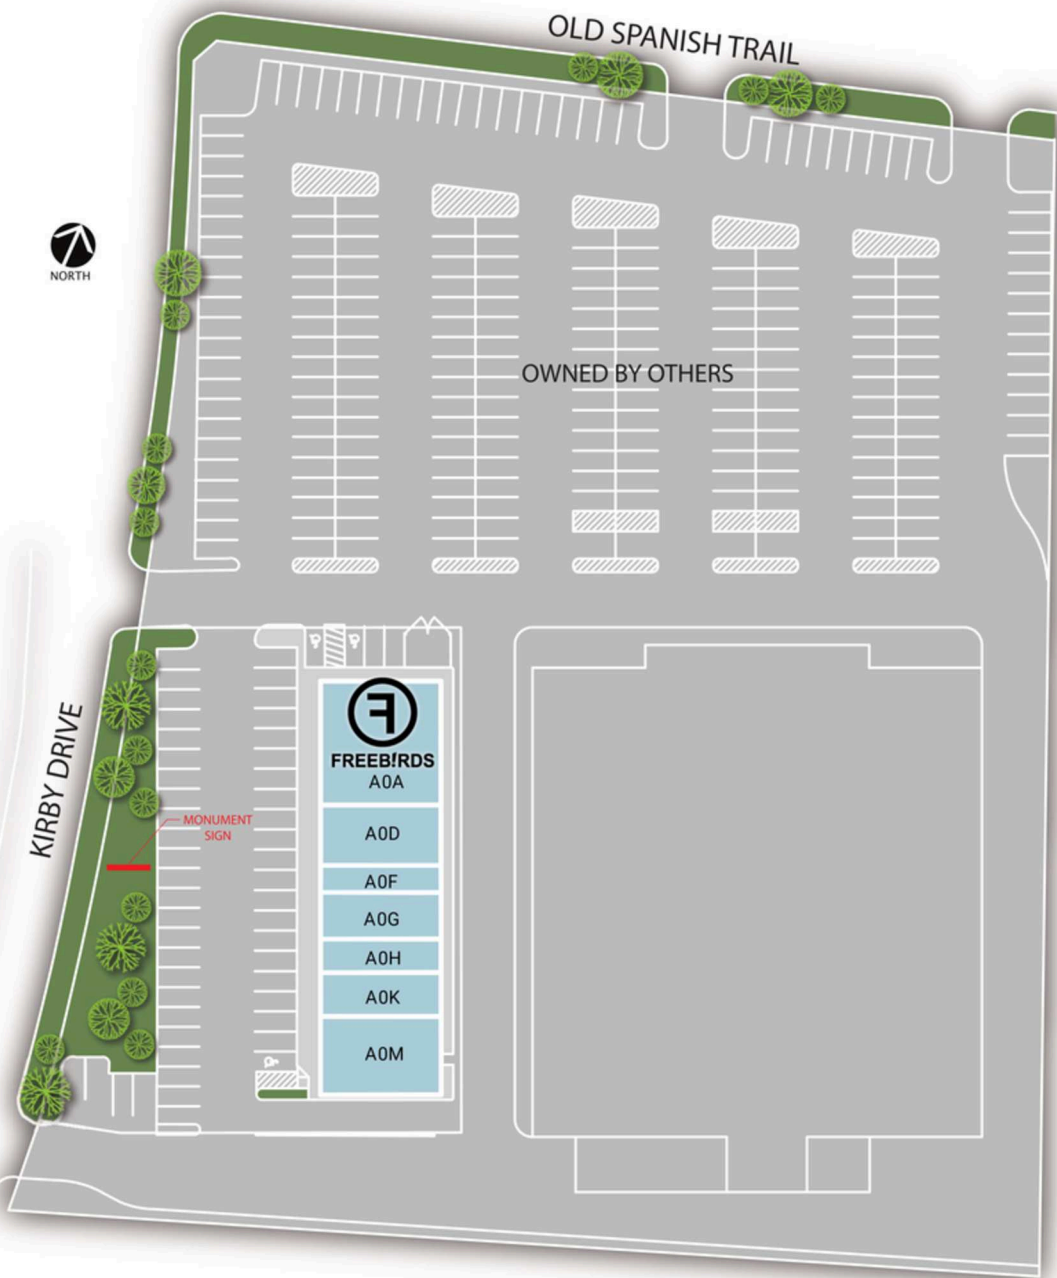 OLD SPANISH TRAIL
NORTH
OWNED BY OTHERS
KIRBY DRIVE
MONUMENT
SIGN
F
FREEB!RDS
A0A
A0D
A0F
A0G
A0H
A0K
A0M